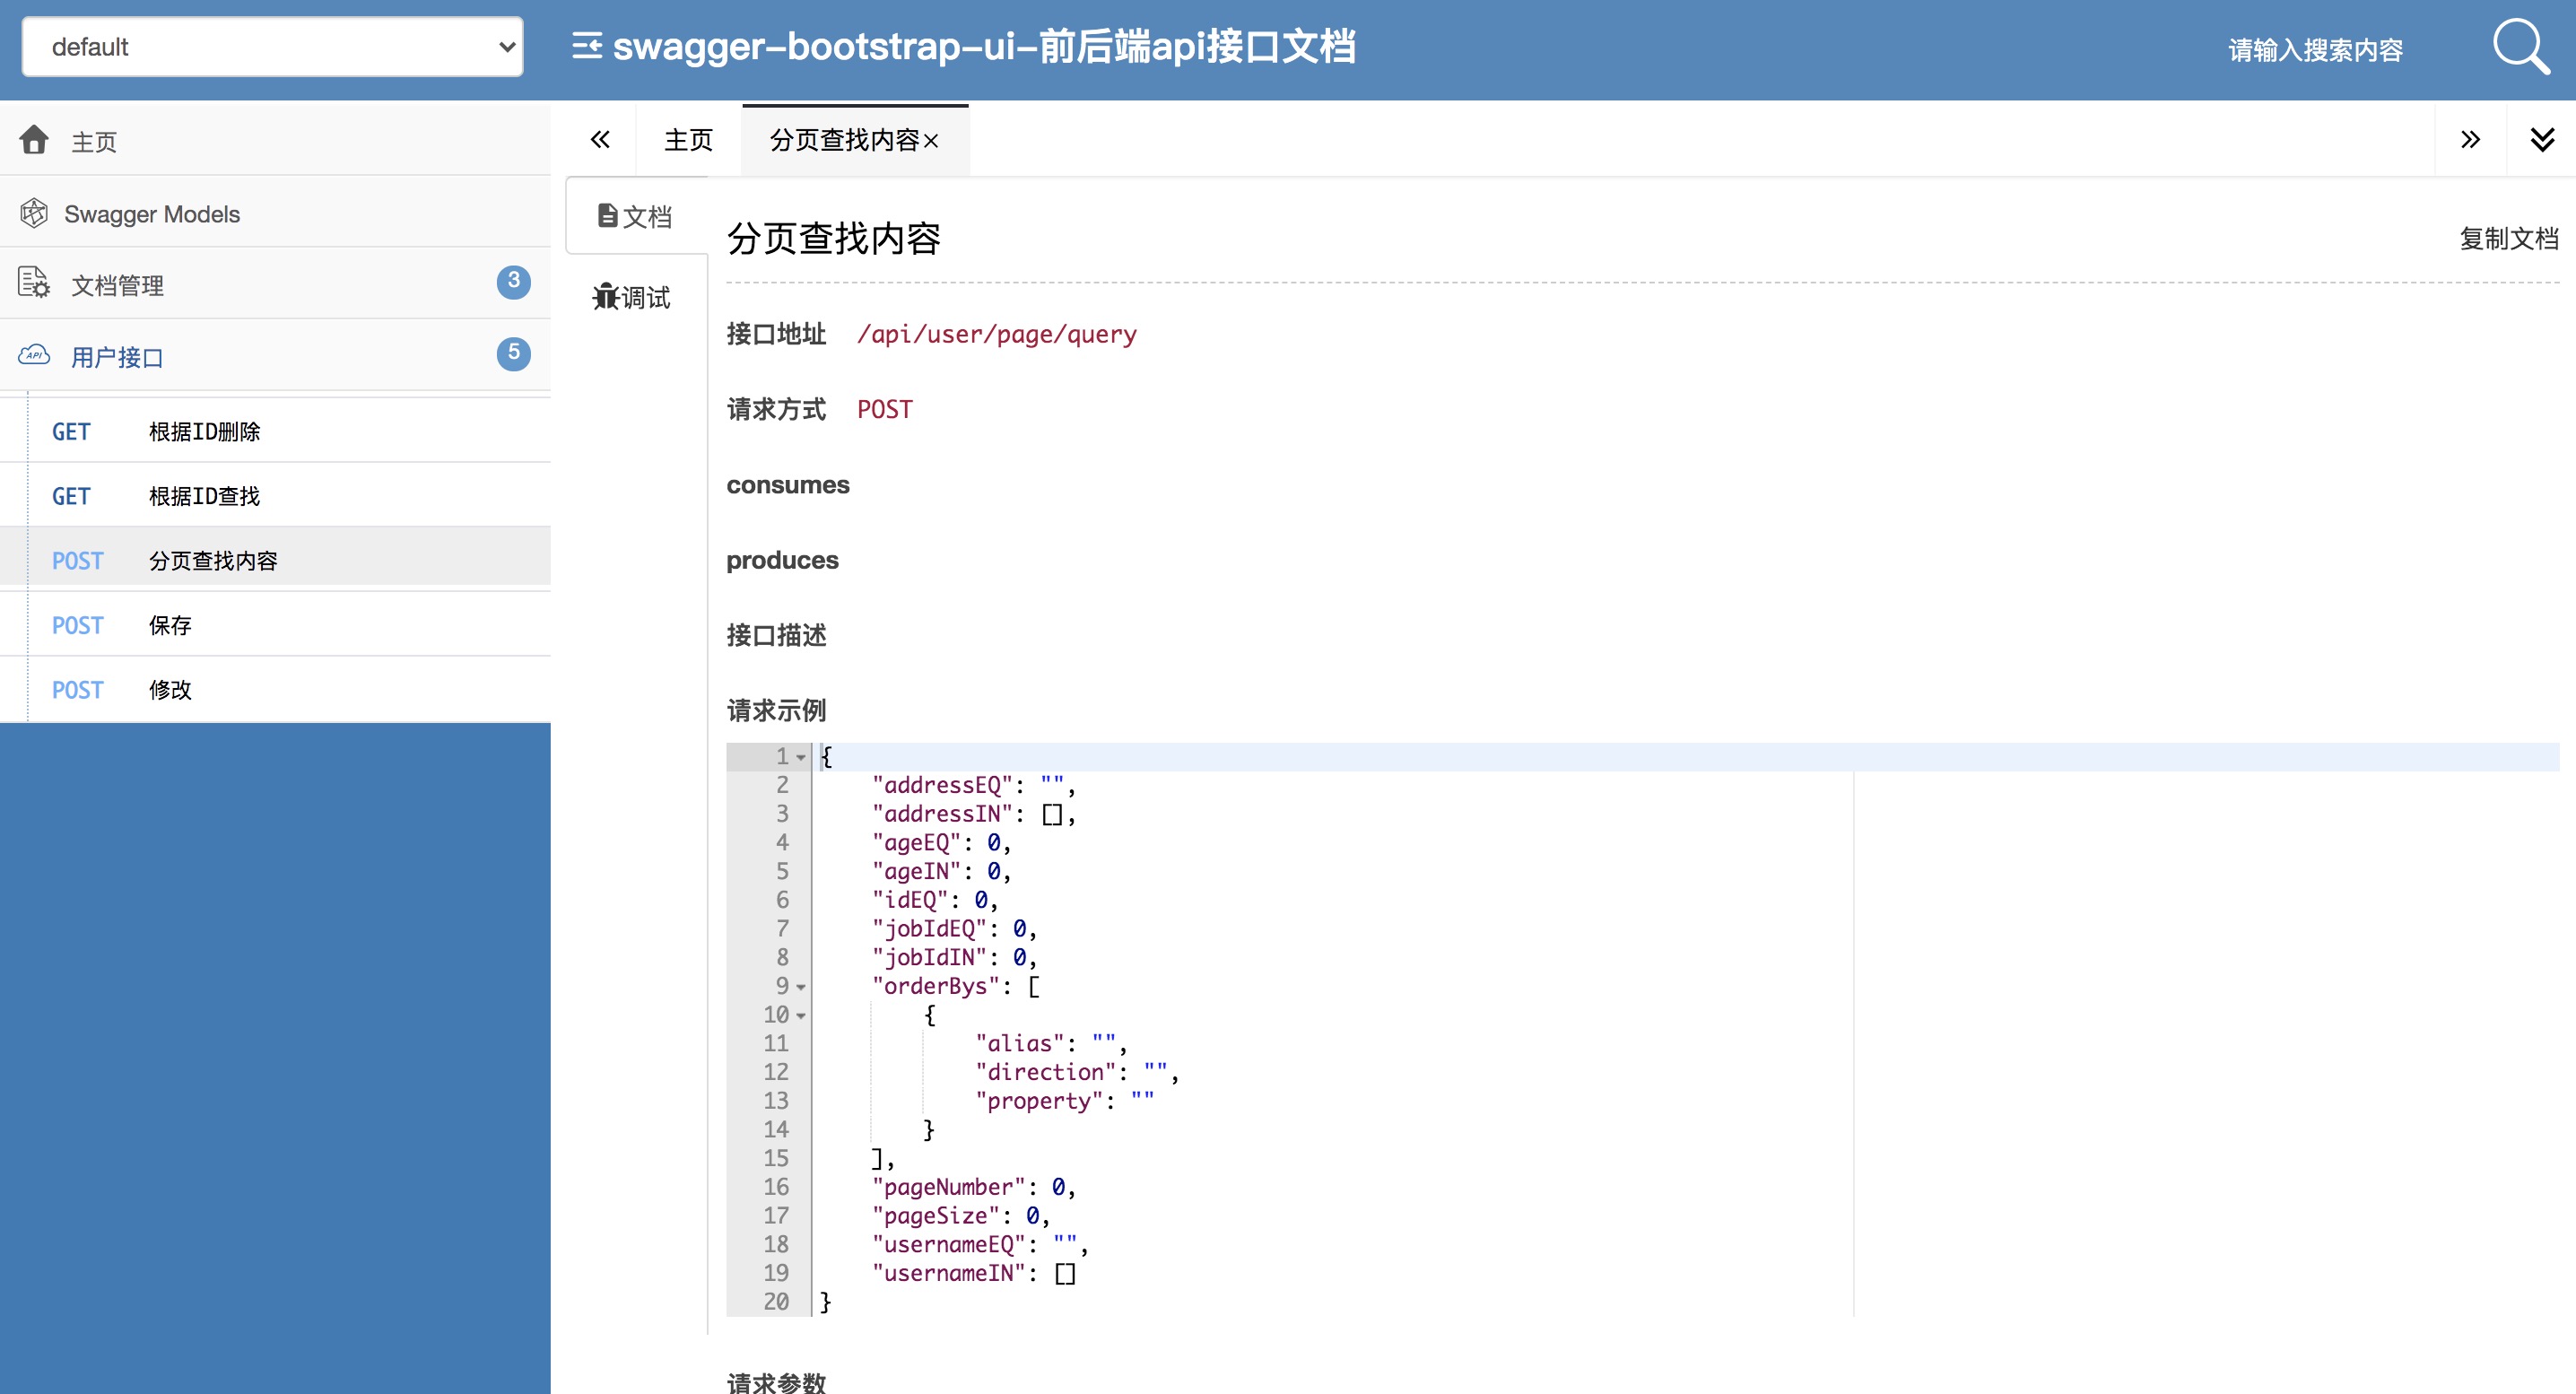 default
swagger-bootstrap-ui-前后端api接口文档
请输入搜索内容
主页
Swagger Models
文档管理 3
API 用户接口 5
GET 根据ID删除
GET 根据ID查找
POST 分页查找内容
POST 保存
POST 修改
主页 分页查找内容×
文档
调试
分页查找内容
复制文档
接口地址 /api/user/page/query
请求方式 POST
consumes
produces
接口描述
请求示例
1 {
2 "addressEQ": "",
3 "addressIN": [],
4 "ageEQ": 0,
5 "ageIN": 0,
6 "idEQ": 0,
7 "jobIdEQ": 0,
8 "jobIdIN": 0,
9 "orderBys": [
10 {
11 "alias": "",
12 "direction": "",
13 "property": ""
14 }
15 ],
16 "pageNumber": 0,
17 "pageSize": 0,
18 "usernameEQ": "",
19 "usernameIN": []
20 }
请求参数